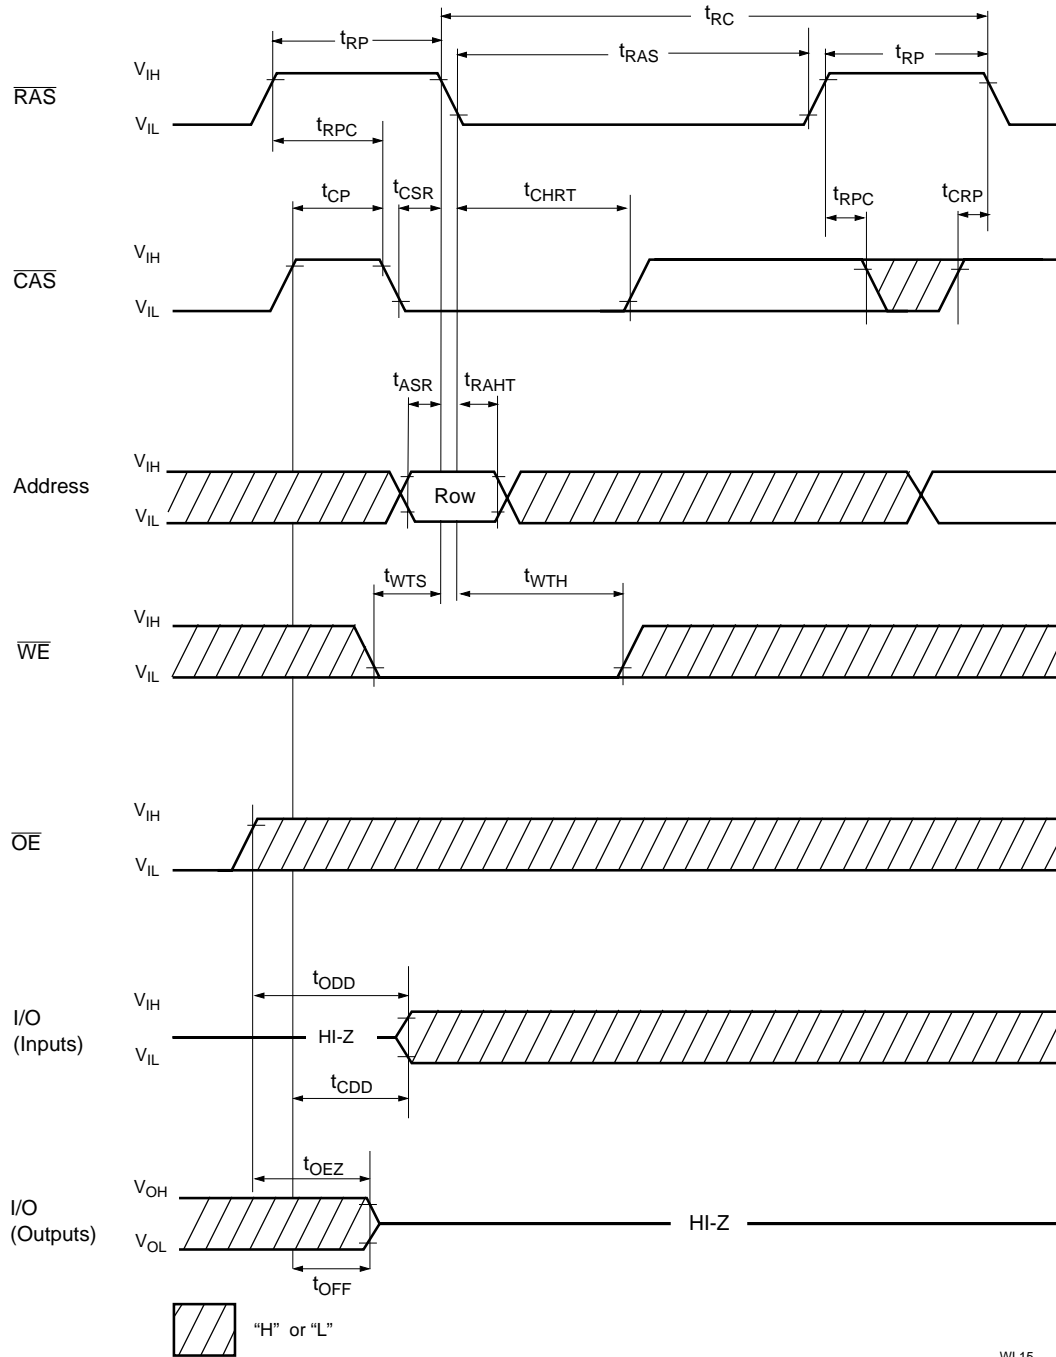 tRC
tRP
tRAS
tRP
RAS
VIH
VIL
tRPC
tCP
tCSR
tCHRT
tRPC
tCRP
CAS
VIH
VIL
tASR
tRAHT
Address
VIH
VIL
Row
tWTS
tWTH
WE
VIH
VIL
OE
VIH
VIL
tODD
I/O
(Inputs)
VIH
VIL
HI-Z
tCDD
tOEZ
I/O
(Outputs)
VOH
VOL
HI-Z
tOFF
“H” or “L”
WL15